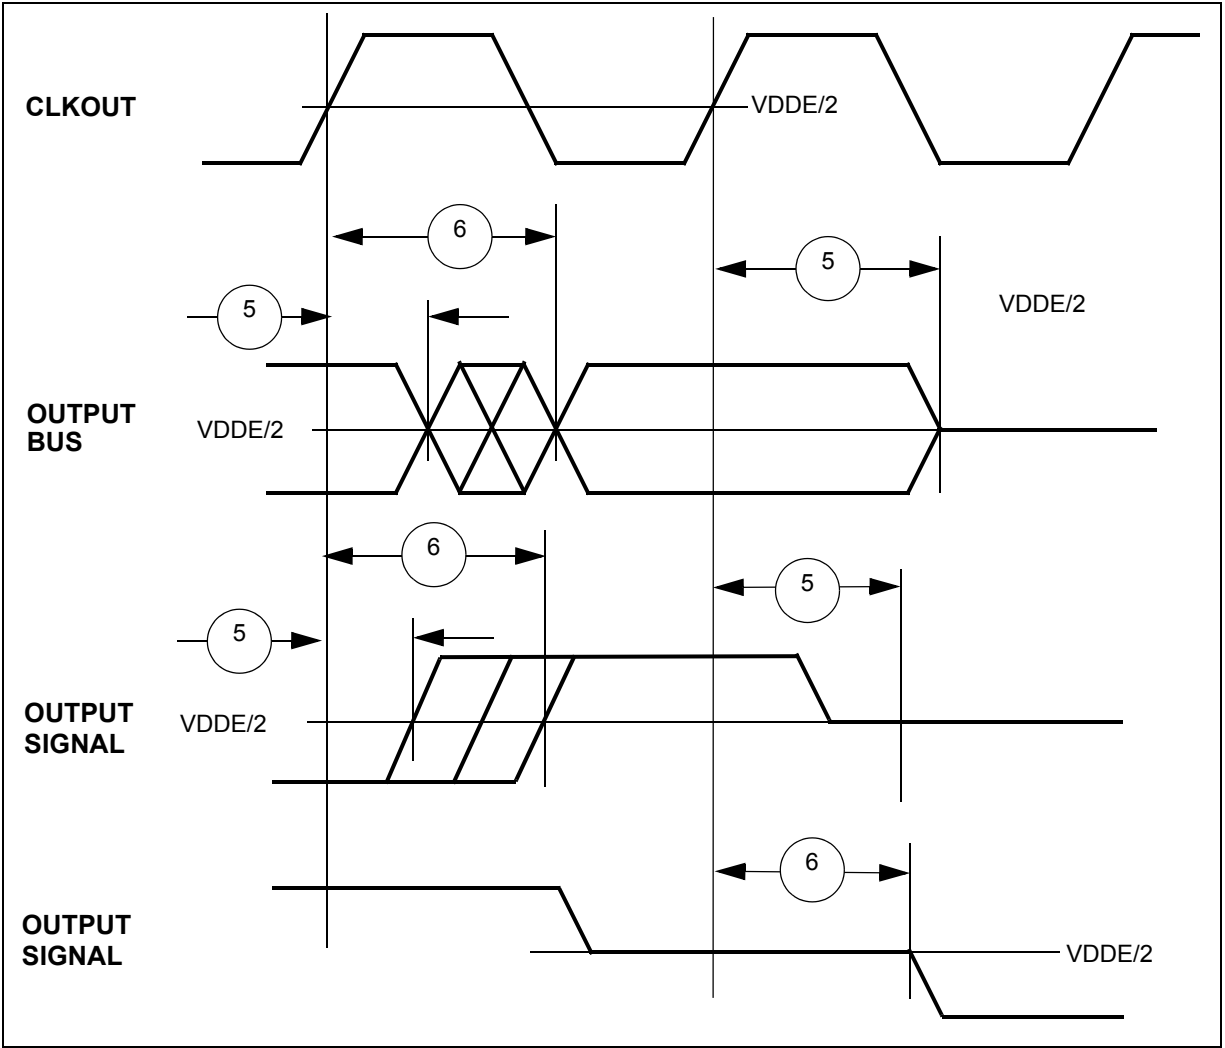 CLKOUT
VDDE/2
6
5
5
VDDE/2
OUTPUT
BUS
VDDE/2
6
5
5
OUTPUT
SIGNAL
VDDE/2
6
OUTPUT
SIGNAL
VDDE/2